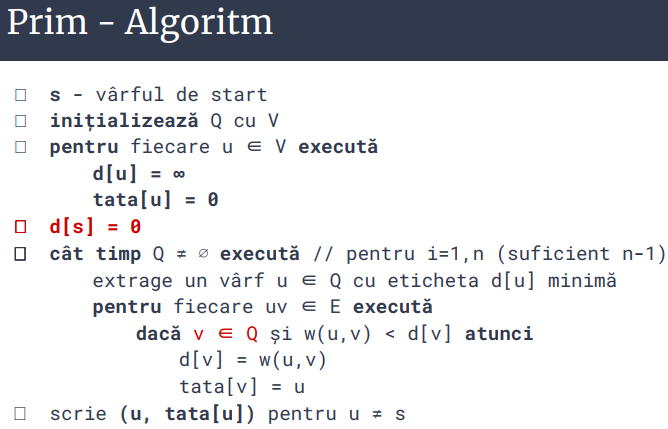 Prim - Algoritm
s - vârful de start
inițializează Q cu V
pentru fiecare u ∈ V execută
d[u] = ∞
tata[u] = 0
d[s] = 0
cât timp Q ≠ ∅ execută // pentru i=1,n (suficient n-1)
extrage un vârf u ∈ Q cu eticheta d[u] minimă
pentru fiecare uv ∈ E execută
dacă v ∈ Q și w(u,v) < d[v] atunci
d[v] = w(u,v)
tata[v] = u
scrie (u, tata[u]) pentru u ≠ s